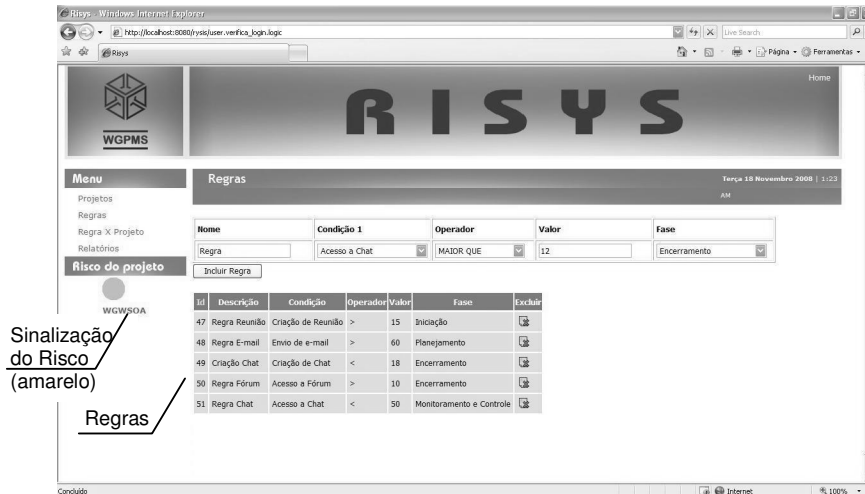 Risys - Windows Internet Explorer
http://localhost:8080/rysis/user.verifica_login.logic
Live Search
Risys
Página
Ferramentas
WGPMS
RISYS
Home
Menu
Projetos
Regras
Regra X Projeto
Relatórios
Risco do projeto
WGWSOA
Regras
Terça 18 Novembro 2008 | 1:23
AM
Nome Condição 1 Operador Valor Fase
Regra Acesso a Chat MAIOR QUE 12 Encerramento
Incluir Regra
Id Descrição Condição Operador Valor Fase Excluir
47 Regra Reunião Criação de Reunião > 15 Iniciação
48 Regra E-mail Envio de e-mail > 60 Planejamento
49 Criação Chat Criação de Chat < 18 Encerramento
50 Regra Fórum Acesso a Fórum > 10 Encerramento
51 Regra Chat Acesso a Chat < 50 Monitoramento e Controle
Sinalização
do Risco
(amarelo)
Regras
Concluído
Internet
100%